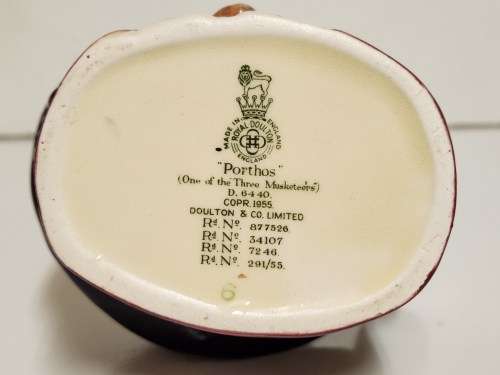 MADE IN ENGLAND
ROYAL DOULTON
ENGLAND
"Porthos"
(One of the Three Musketeers)
D. 6440.
COPR. 1955.
DOULTON & CO. LIMITED
Rd. No. 877526.
Rd. No. 34107
Rd. No. 7246.
Rd. No. 291/55.
6